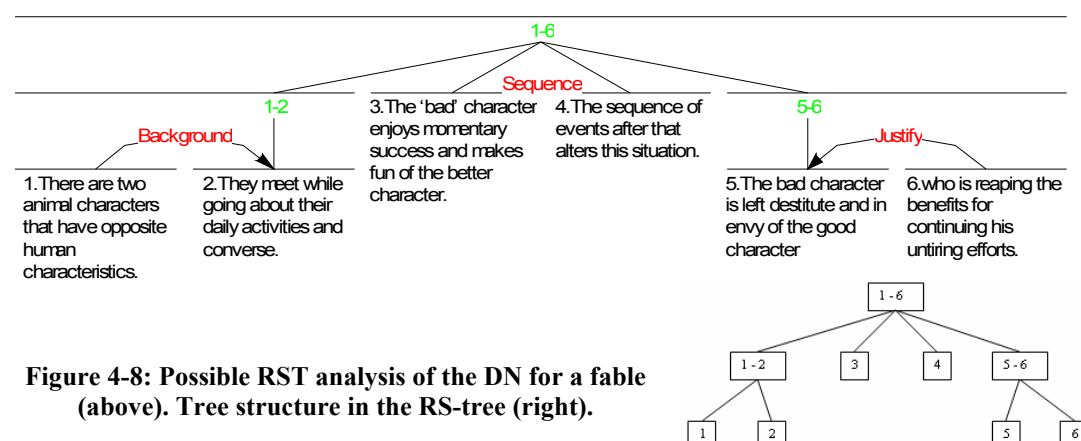 1-6
Sequence
1-2
3.The ‘bad’ character
enjoys momentary
success and makes
fun of the better
character.
4.The sequence of
events after that
alters this situation.
5-6
Background
Justify
1.There are two
animal characters
that have opposite
human
characteristics.
2.They meet while
going about their
daily activities and
converse.
5.The bad character
is left destitute and in
envy of the good
character
6.who is reaping the
benefits for
continuing his
untiring efforts.
Figure 4-8: Possible RST analysis of the DN for a fable
(above). Tree structure in the RS-tree (right).
1 - 6
1 - 2
3
4
5 - 6
1
2
5
6